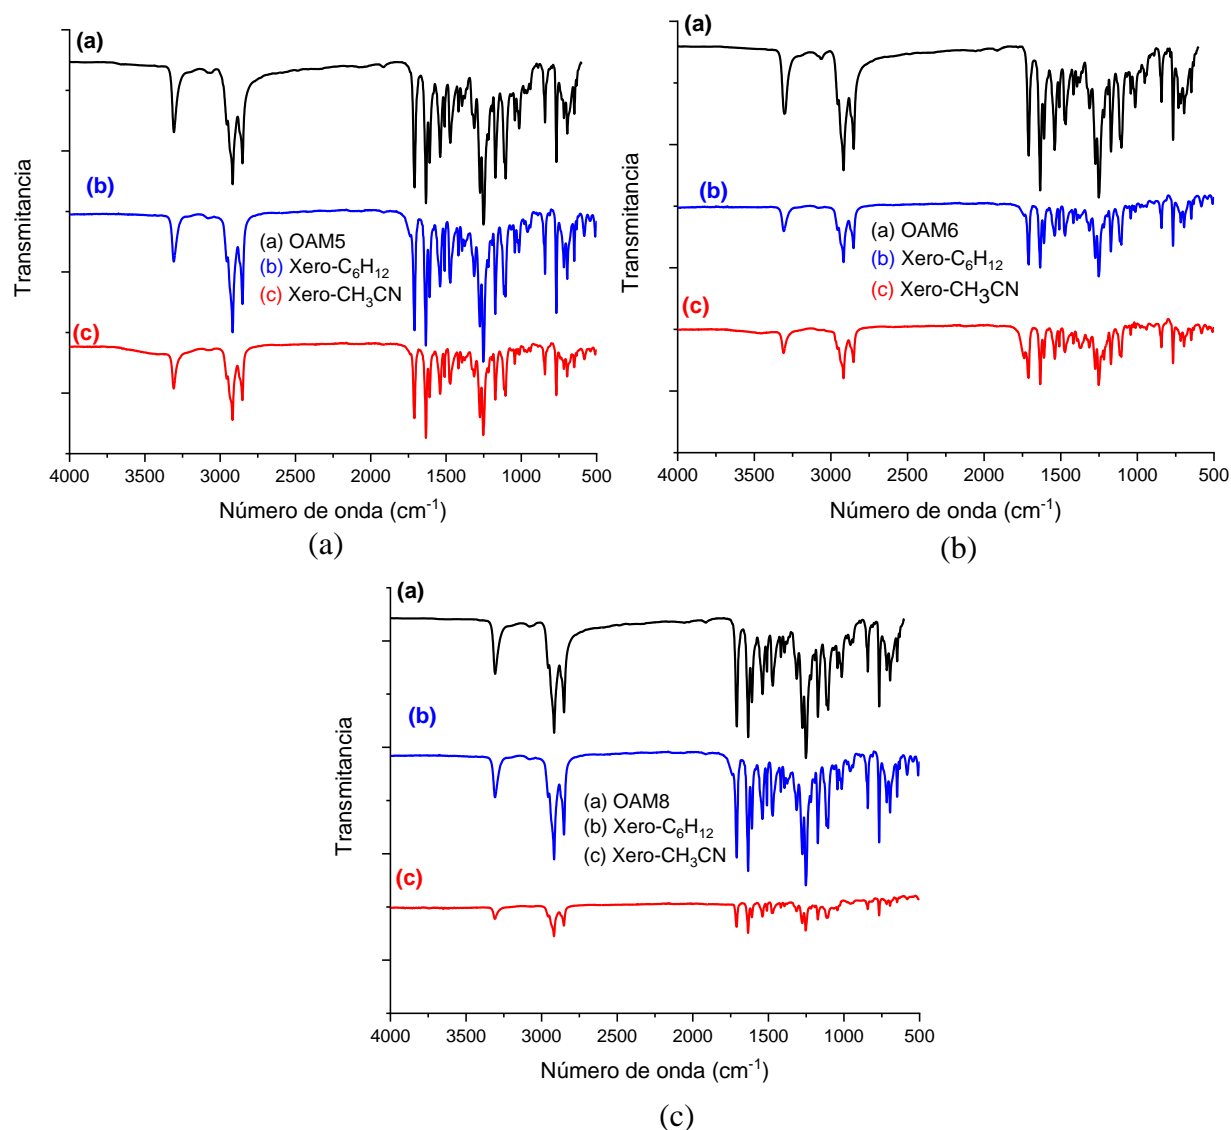 (a)
(b)
(c)
Transmitancia
(a) OAM5
(b) Xero-C₆H₁₂
(c) Xero-CH₃CN
4000 3500 3000 2500 2000 1500 1000 500
Número de onda (cm⁻¹)
(a)
(a)
(b)
(c)
Transmitancia
(a) OAM6
(b) Xero-C₆H₁₂
(c) Xero-CH3CN
4000 3500 3000 2500 2000 1500 1000 500
Número de onda (cm⁻¹)
(b)
(a)
(b)
(c)
Transmitancia
(a) OAM8
(b) Xero-C₆H₁₂
(c) Xero-CH₃CN
4000 3500 3000 2500 2000 1500 1000 500
Número de onda (cm⁻¹)
(c)